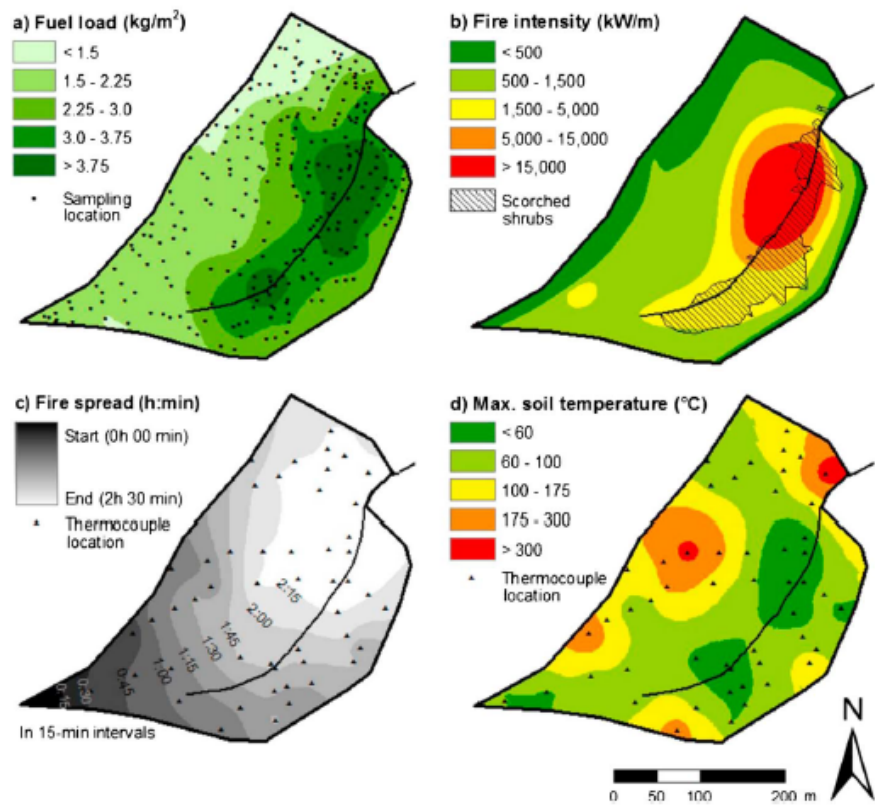 a) Fuel load (kg/m²)
< 1.5
1.5 - 2.25
2.25 - 3.0
3.0 - 3.75
> 3.75
Sampling
location
b) Fire intensity (kW/m)
< 500
500 - 1,500
1,500 - 5,000
5,000 - 15,000
> 15,000
Scorched
shrubs
c) Fire spread (h:min)
Start (0h 00 min)
End (2h 30 min)
Thermocouple
location
2:15
2:00
1:45
1:30
1:15
1:00
0:45
0:30
0:15
In 15-min intervals
d) Max. soil temperature (°C)
< 60
60 - 100
100 - 175
175 - 300
> 300
Thermocouple
location
N
0 50 100 200 m